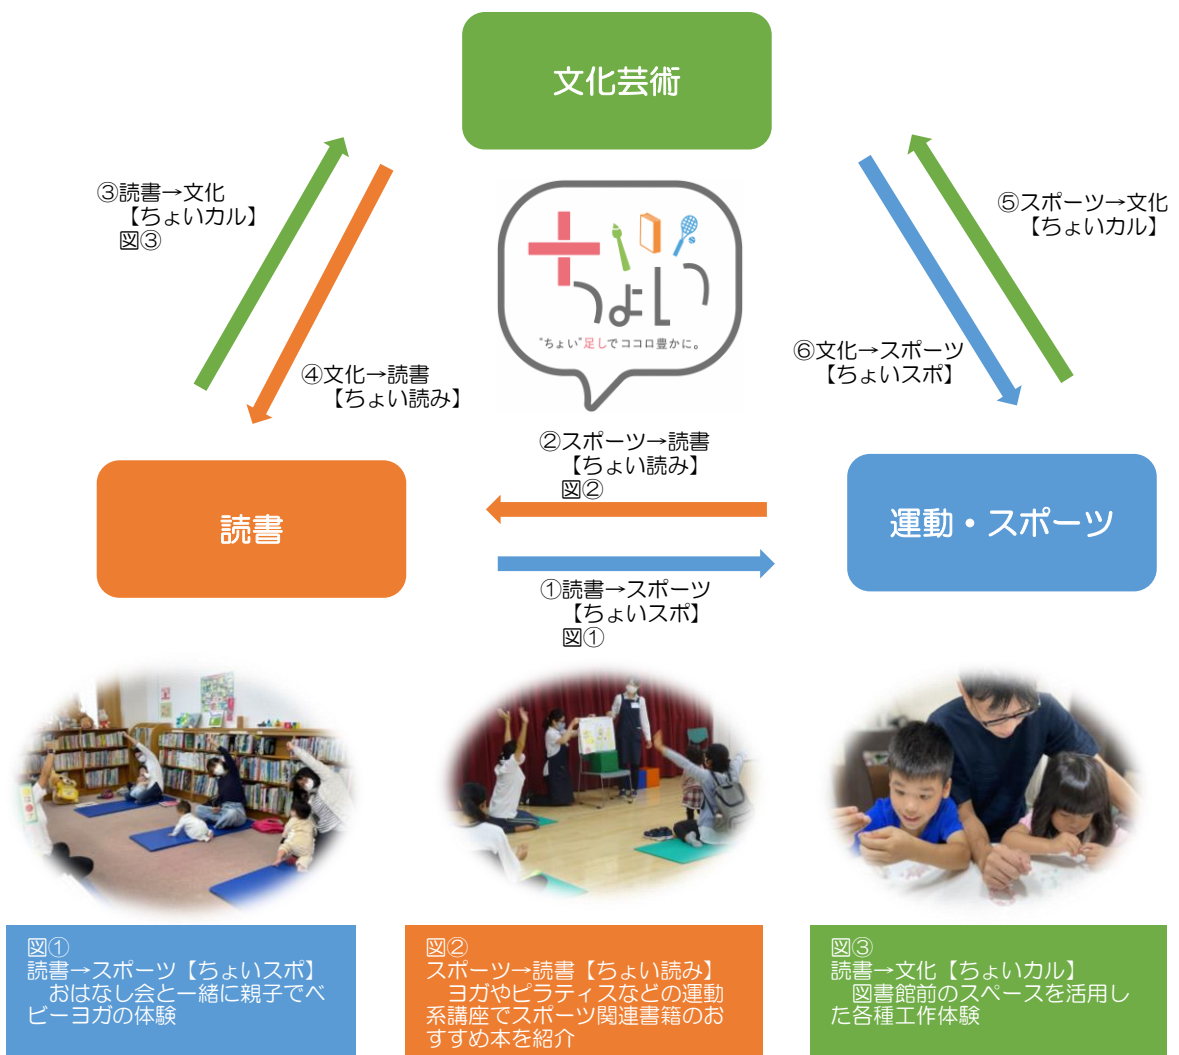 文化芸術
③読書→文化
【ちょいカル】
図③
⑤スポーツ→文化
【ちょいカル】
ちょい
“ちょい”足しでココロ豊かに。
⑥文化→スポーツ
【ちょいスポ】
④文化→読書
【ちょい読み】
②スポーツ→読書
【ちょい読み】
図②
読書
運動・スポーツ
①読書→スポーツ
【ちょいスポ】
図①
図①
読書→スポーツ【ちょいスポ】
おはなし会と一緒に親子でベ
ビーヨガの体験
図②
スポーツ→読書【ちょい読み】
ヨガやピラティスなどの運動
系講座でスポーツ関連書籍のお
すすめ本を紹介
図③
読書→文化【ちょいカル】
図書館前のスペースを活用し
た各種工作体験